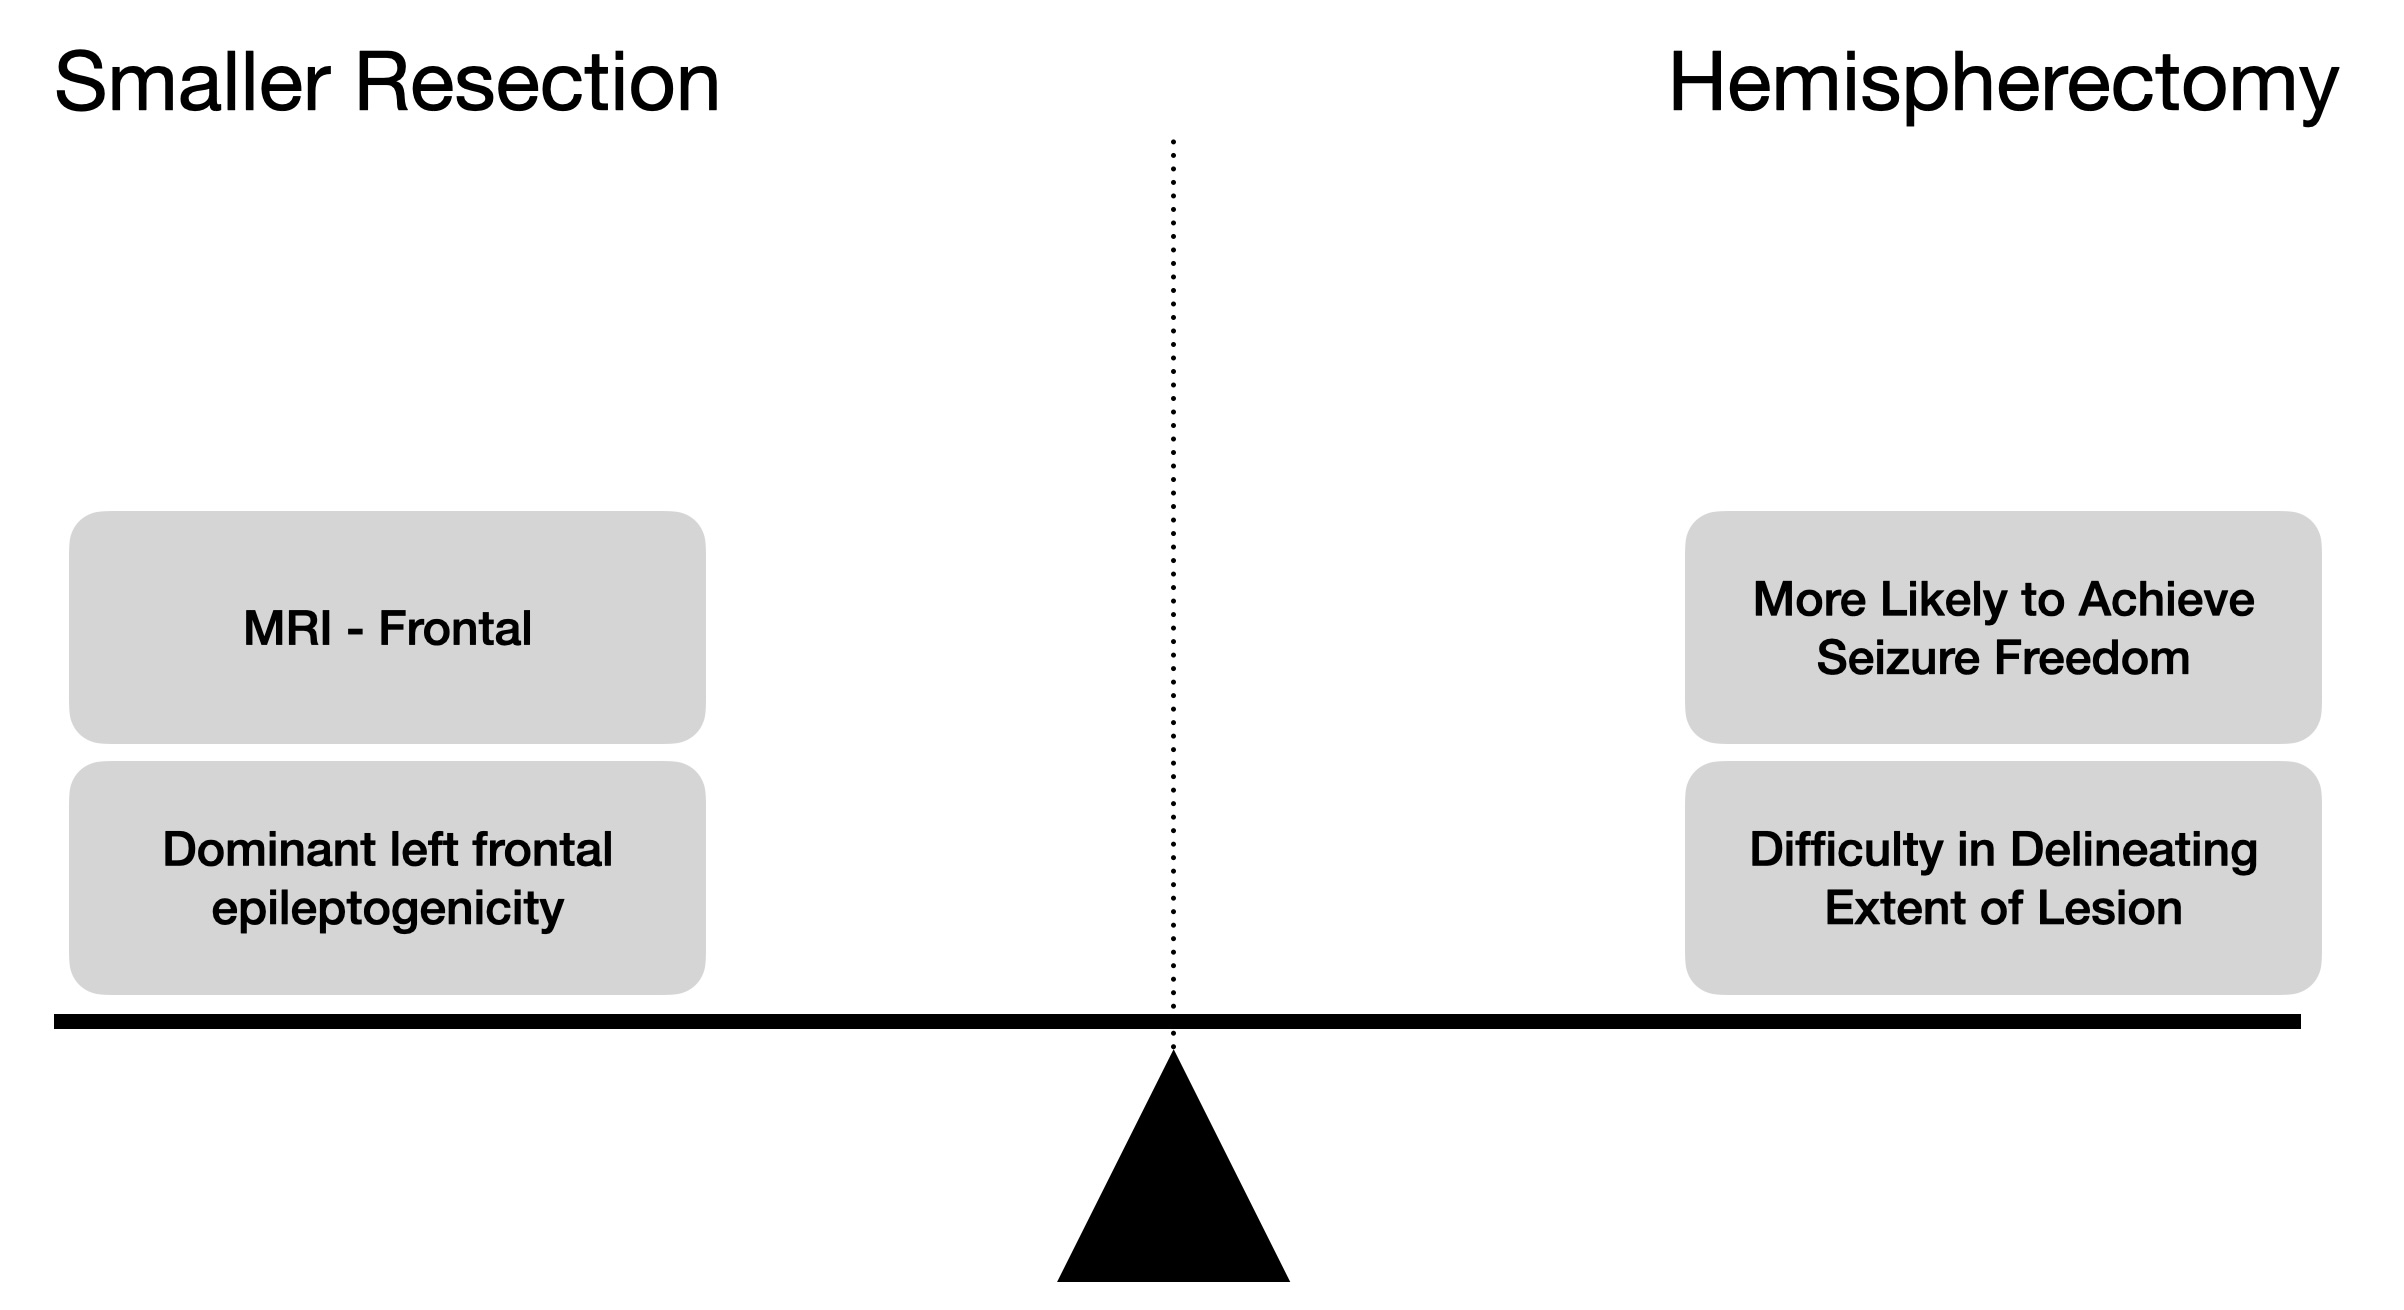 Smaller Resection
Hemispherectomy
MRI - Frontal
More Likely to Achieve
Seizure Freedom
Dominant left frontal
epileptogenicity
Difficulty in Delineating
Extent of Lesion